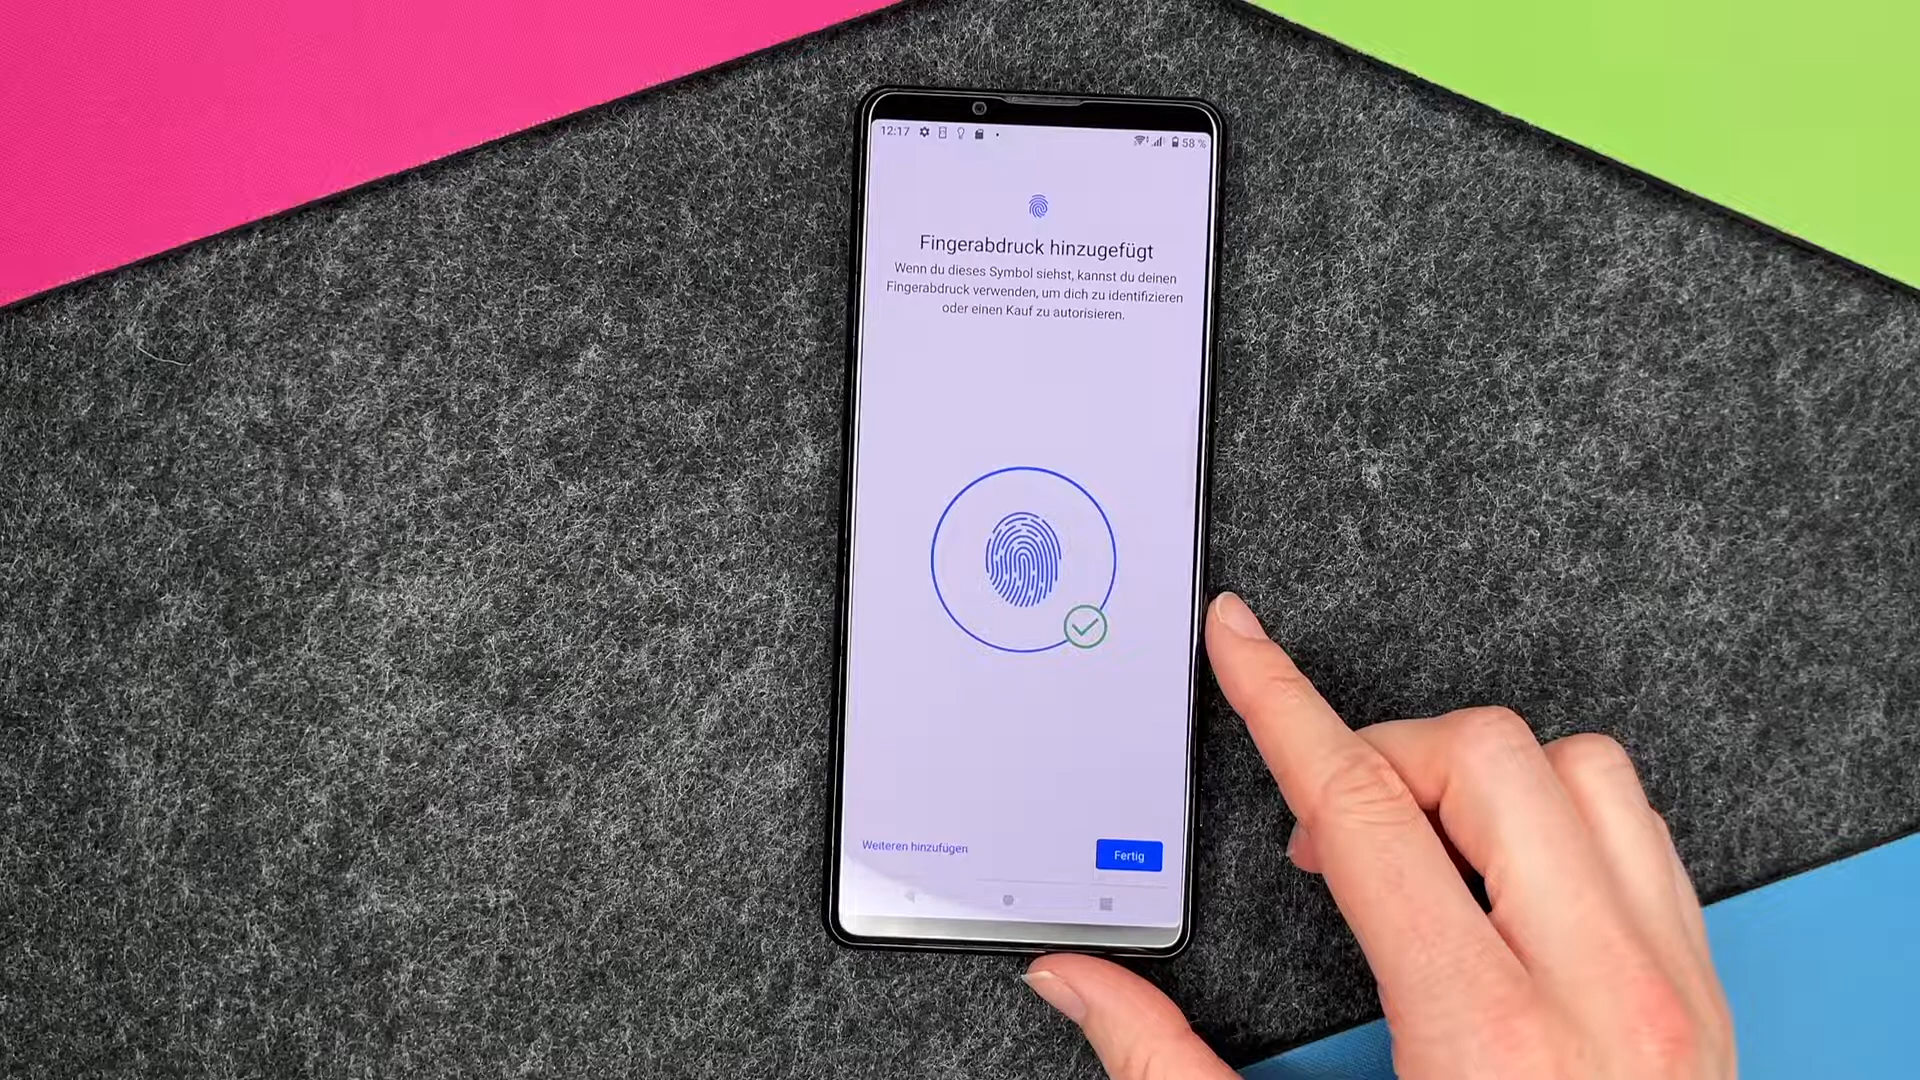 12:17 58 %
Fingerabdruck hinzugefügt
Wenn du dieses Symbol siehst, kannst du deinen
Fingerabdruck verwenden, um dich zu identifizieren
oder einen Kauf zu autorisieren.
Weiteren hinzufügen
Fertig